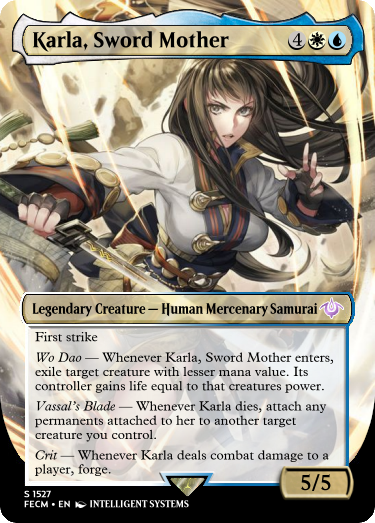 Karla, Sword Mother 4
Legendary Creature — Human Mercenary Samurai
First strike
Wo Dao — Whenever Karla, Sword Mother enters,
exile target creature with lesser mana value. Its
controller gains life equal to that creatures power.
Vassal's Blade — Whenever Karla dies, attach any
permanents attached to her to another target
creature you control.
Crit — Whenever Karla deals combat damage to a
player, forge.
5/5
S 1527
FECM • EN INTELLIGENT SYSTEMS